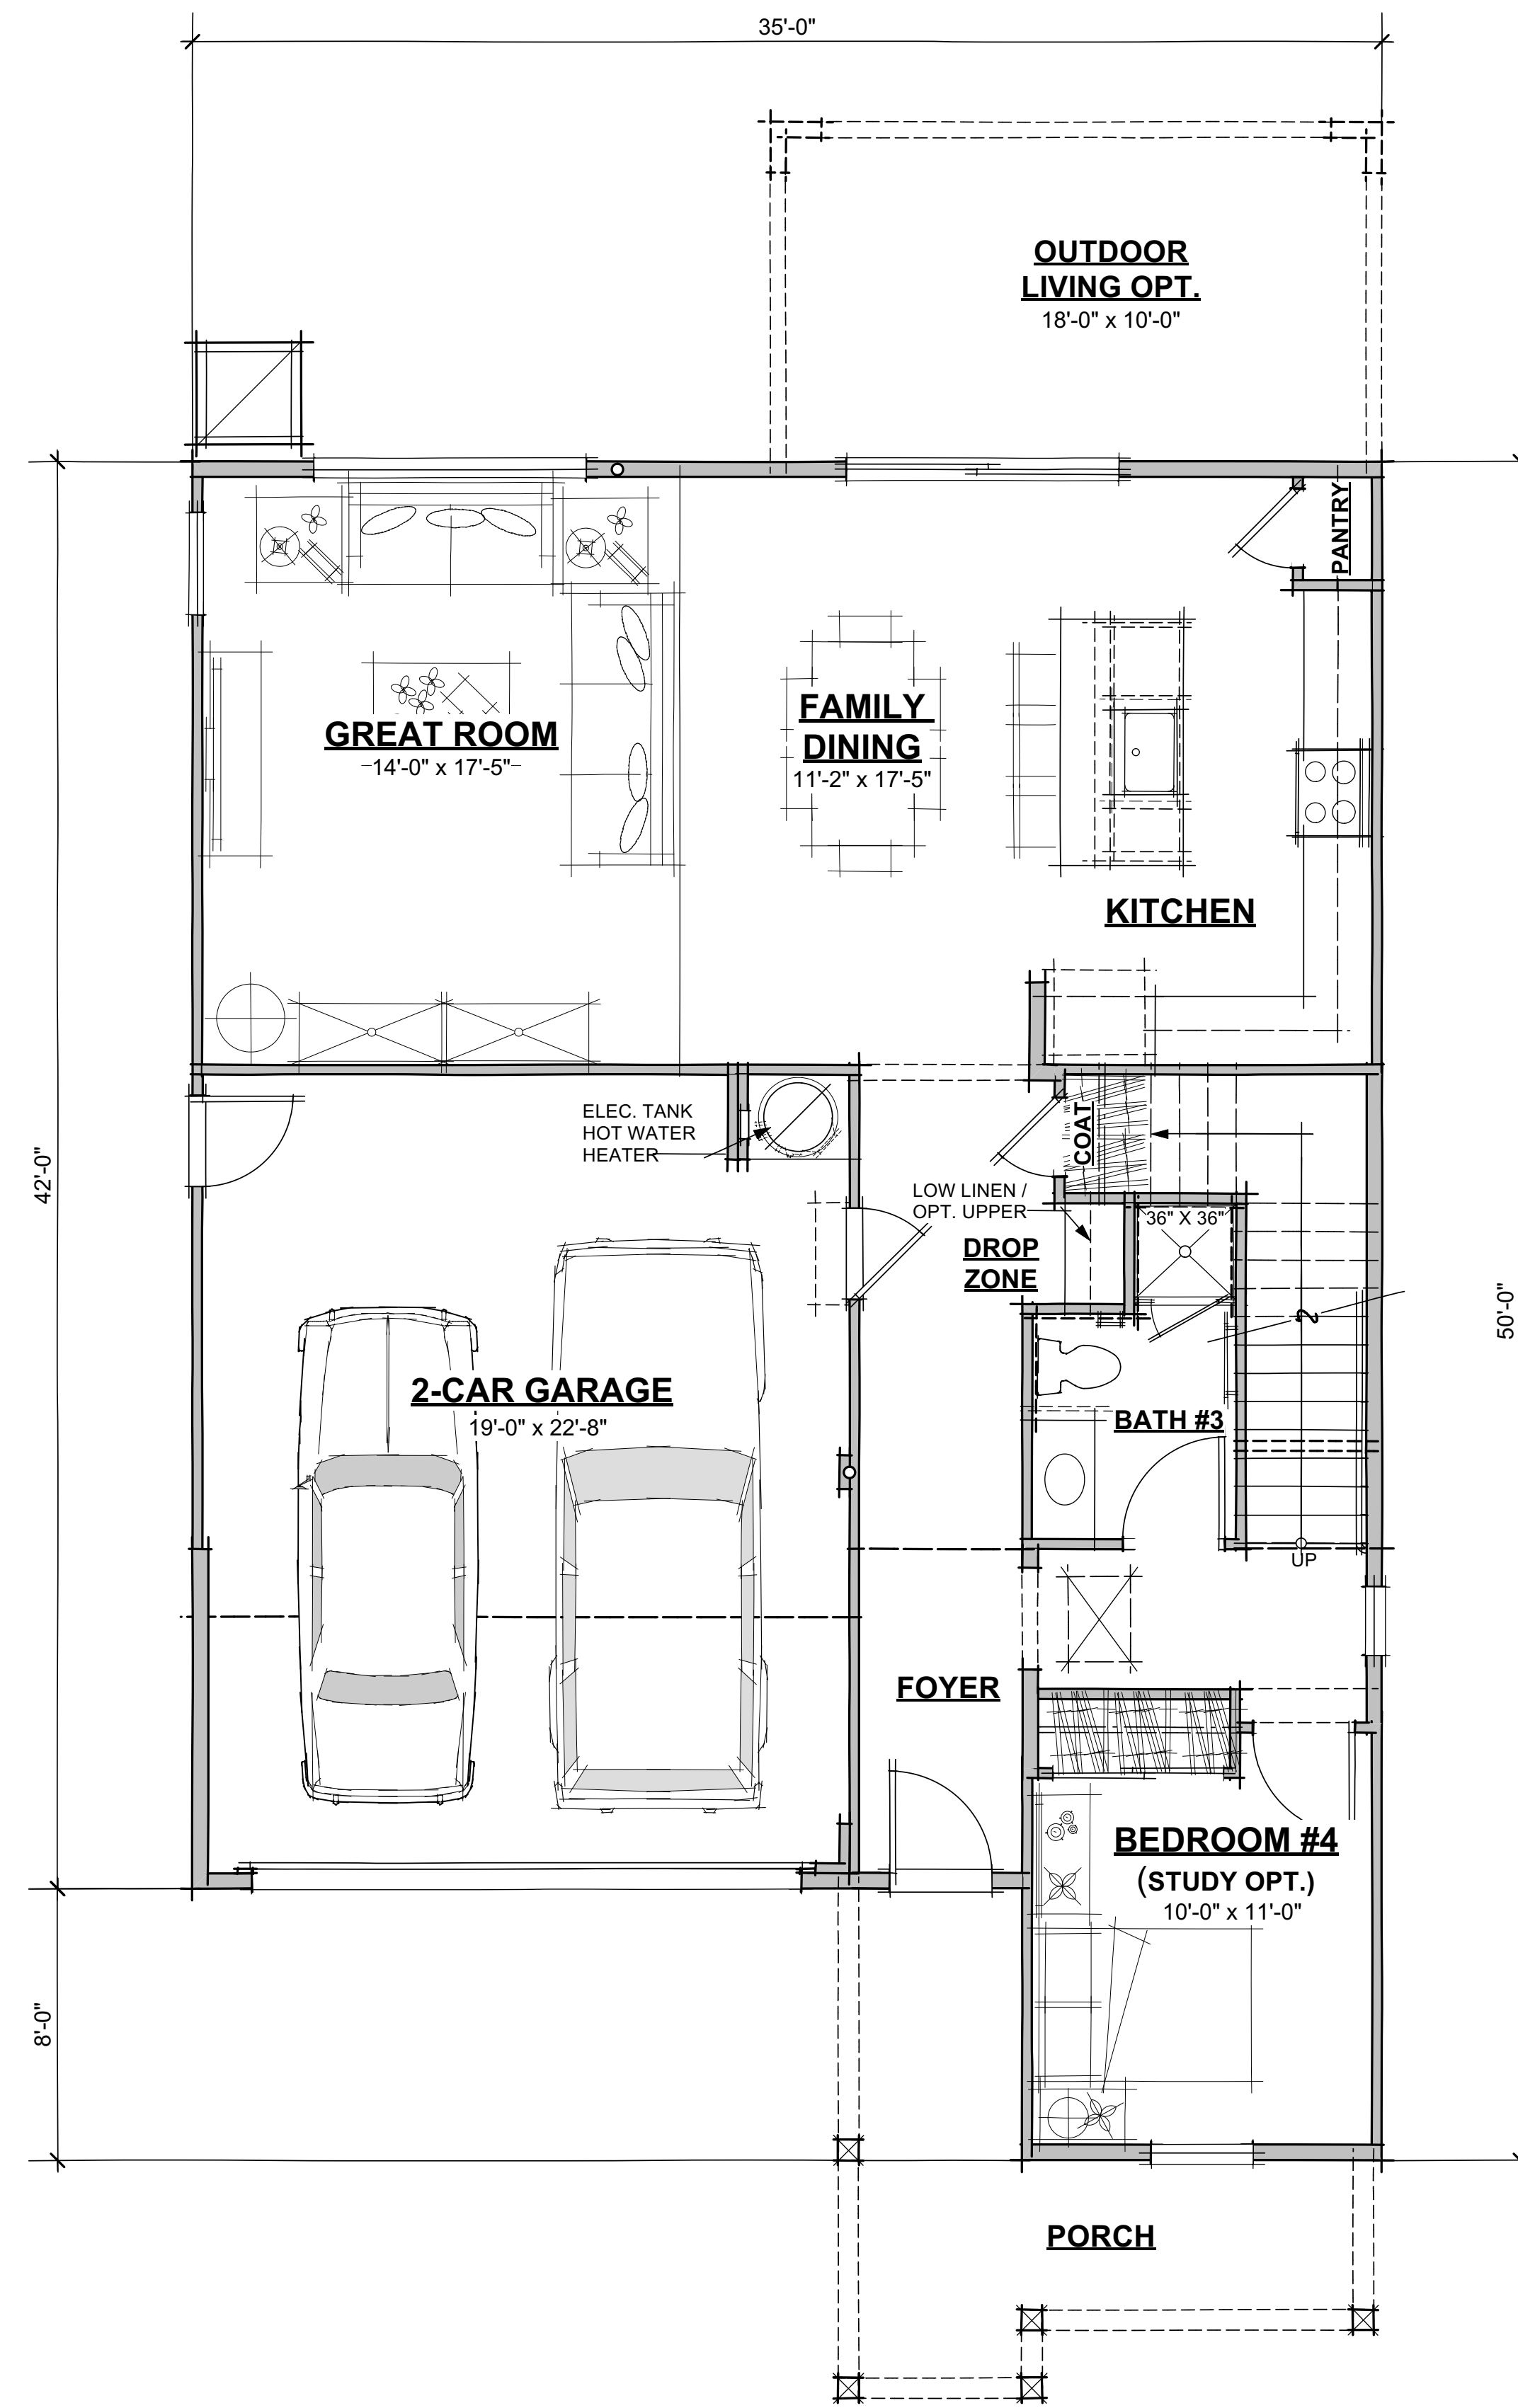 35'-0"
OUTDOOR
LIVING OPT.
18'-0" x 10'-0"
PANTRY
GREAT ROOM
14'-0" x 17'-5"
FAMILY
DINING
11'-2" x 17'-5"
KITCHEN
ELEC. TANK
HOT WATER
HEATER
COAT
42'-0"
LOW LINEN /
OPT. UPPER
36" X 36"
DROP
ZONE
50'-0"
2-CAR GARAGE
19'-0" x 22'-8"
BATH #3
UP
FOYER
BEDROOM #4
(STUDY OPT.)
10'-0" x 11'-0"
8'-0"
PORCH